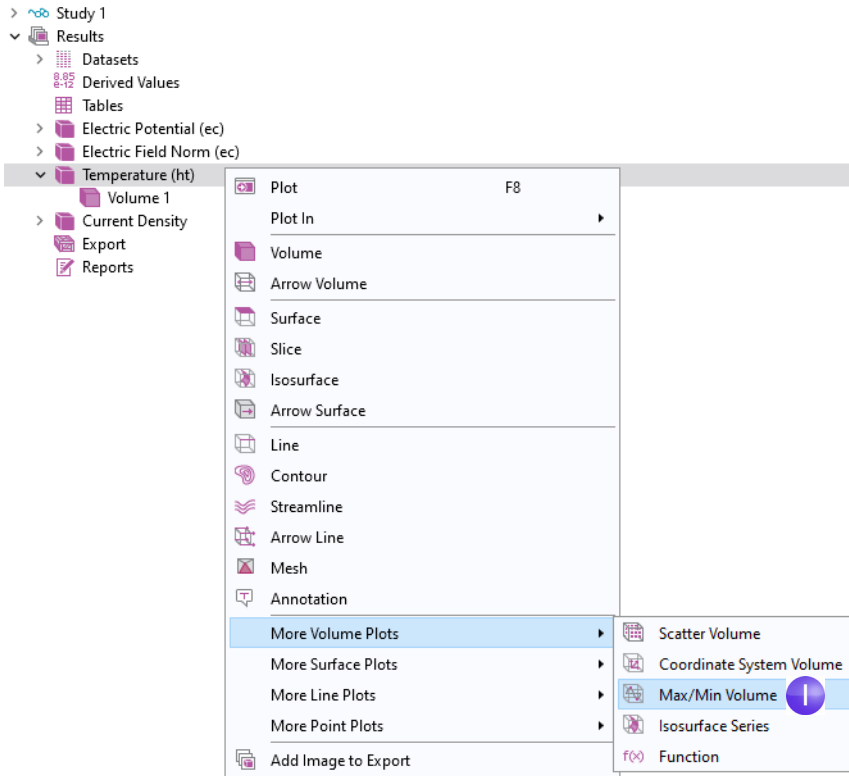 Study 1
Results
Datasets
8.85
e-12
Derived Values
Tables
Electric Potential (ec)
Electric Field Norm (ec)
Temperature (ht)
Volume 1
Current Density
Export
Reports
Plot F8
Plot In
Volume
Arrow Volume
Surface
Slice
Isosurface
Arrow Surface
Line
Contour
Streamline
Arrow Line
Mesh
Annotation
More Volume Plots
More Surface Plots
More Line Plots
More Point Plots
Add Image to Export
Scatter Volume
Coordinate System Volume
Max/Min Volume I
Isosurface Series
f(x) Function